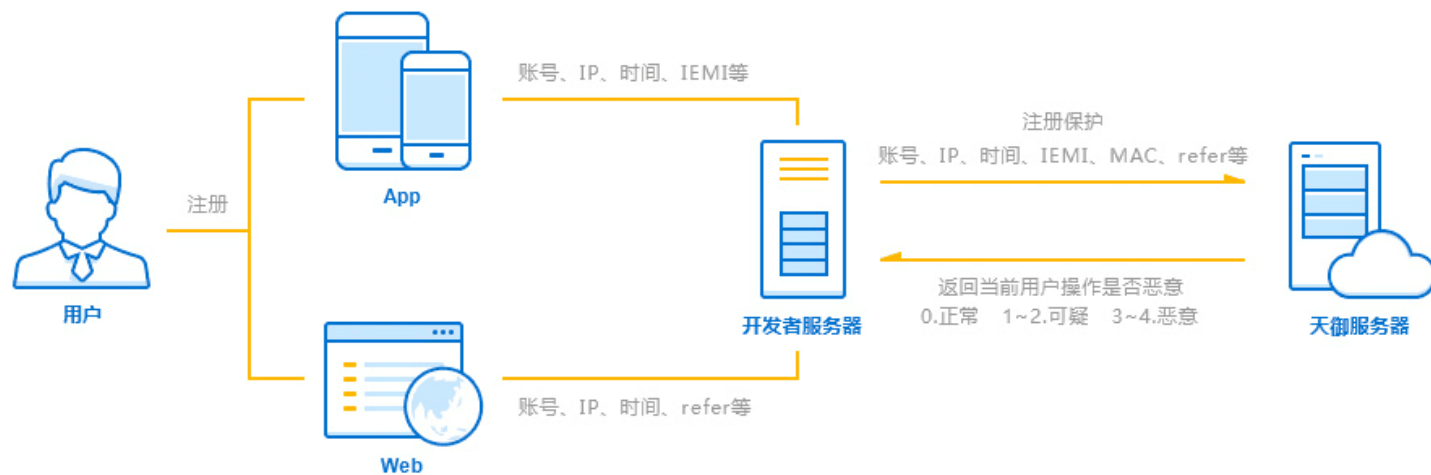 账号、IP、时间、IEMI等
注册保护
账号、IP、时间、IEMI、MAC、refer等
App
注册
返回当前用户操作是否恶意
用户
0.正常 1~2.可疑 3~4.恶意
开发者服务器
天御服务器
账号、IP、时间、refer等
Web